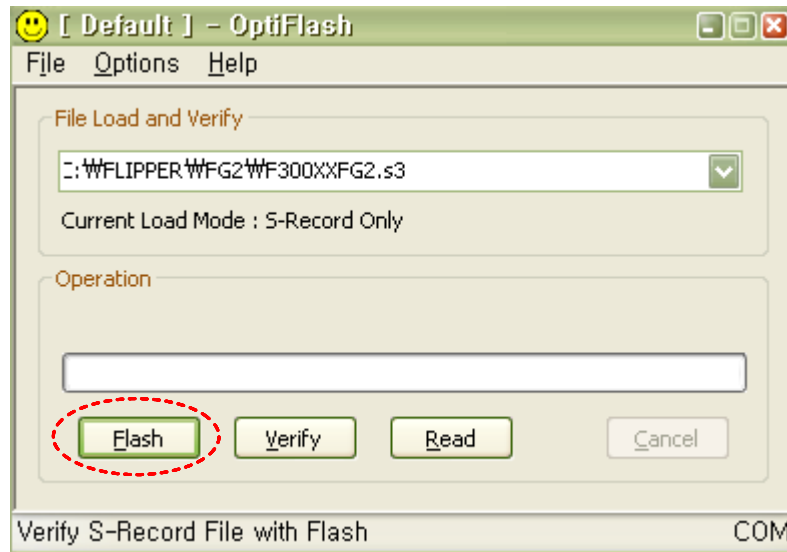 [ Default ] - OptiFlash
File Options Help
File Load and Verify
:₩FLIPPER₩FG2₩F300XXFG2.s3
Current Load Mode : S-Record Only
Operation
Flash Verify Read Cancel
Verify S-Record File with Flash COM